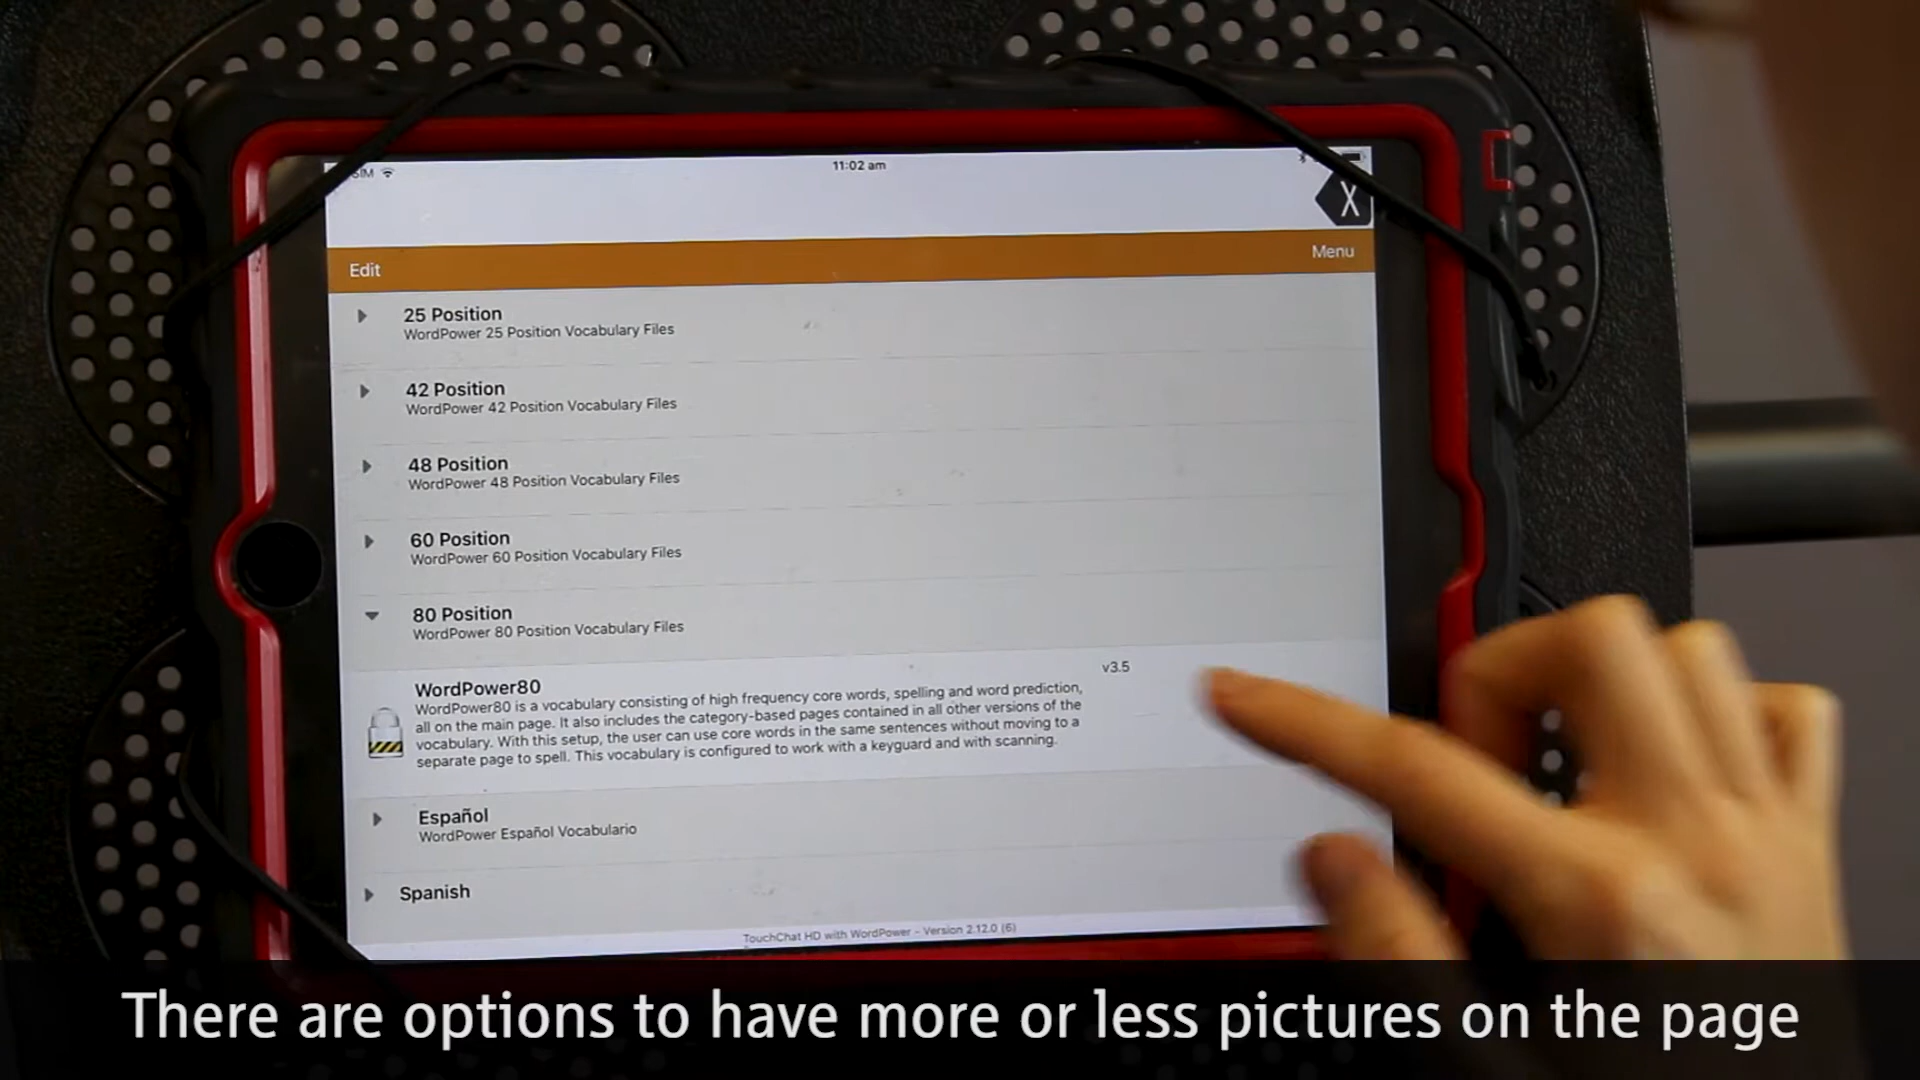 SIM
11:02 am
X
Edit
Menu
25 Position
WordPower 25 Position Vocabulary Files
42 Position
WordPower 42 Position Vocabulary Files
48 Position
WordPower 48 Position Vocabulary Files
60 Position
WordPower 60 Position Vocabulary Files
80 Position
WordPower 80 Position Vocabulary Files
WordPower80
v3.5
WordPower80 is a vocabulary consisting of high frequency core words, spelling and word prediction,
all on the main page. It also includes the category-based pages contained in all other versions of the
vocabulary. With this setup, the user can use core words in the same sentences without moving to a
separate page to spell. This vocabulary is configured to work with a keyguard and with scanning.
Español
WordPower Español Vocabulario
Spanish
TouchChat HD with WordPower - Version 2.12.0 (6)
There are options to have more or less pictures on the page